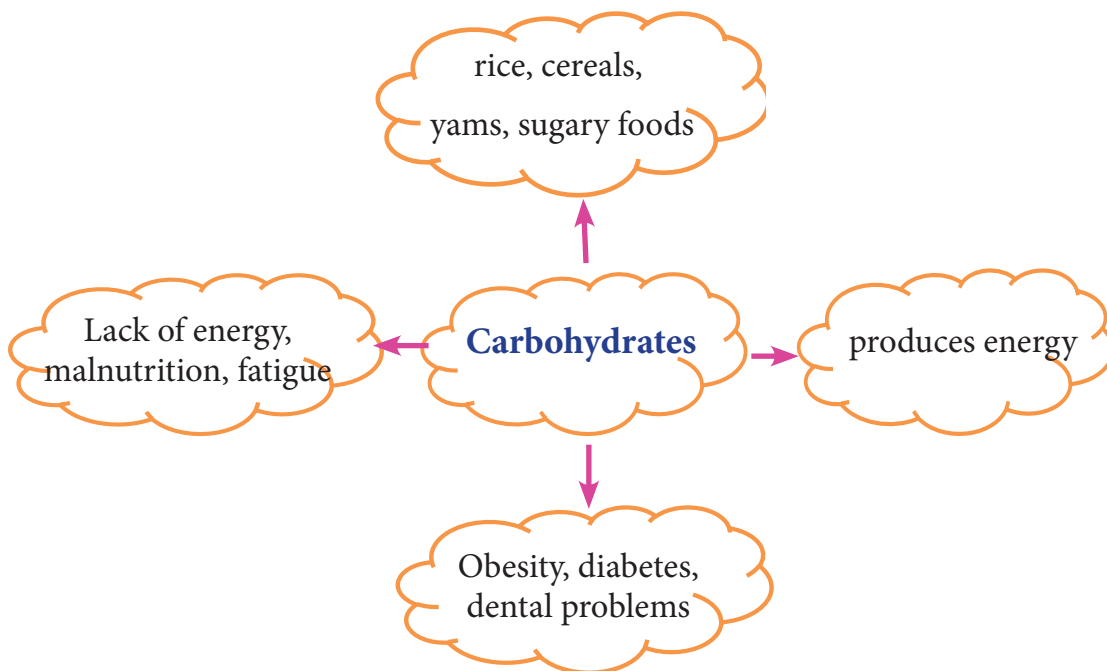 rice, cereals,
yams, sugary foods
Lack of energy,
malnutrition, fatigue
Carbohydrates
produces energy
Obesity, diabetes,
dental problems